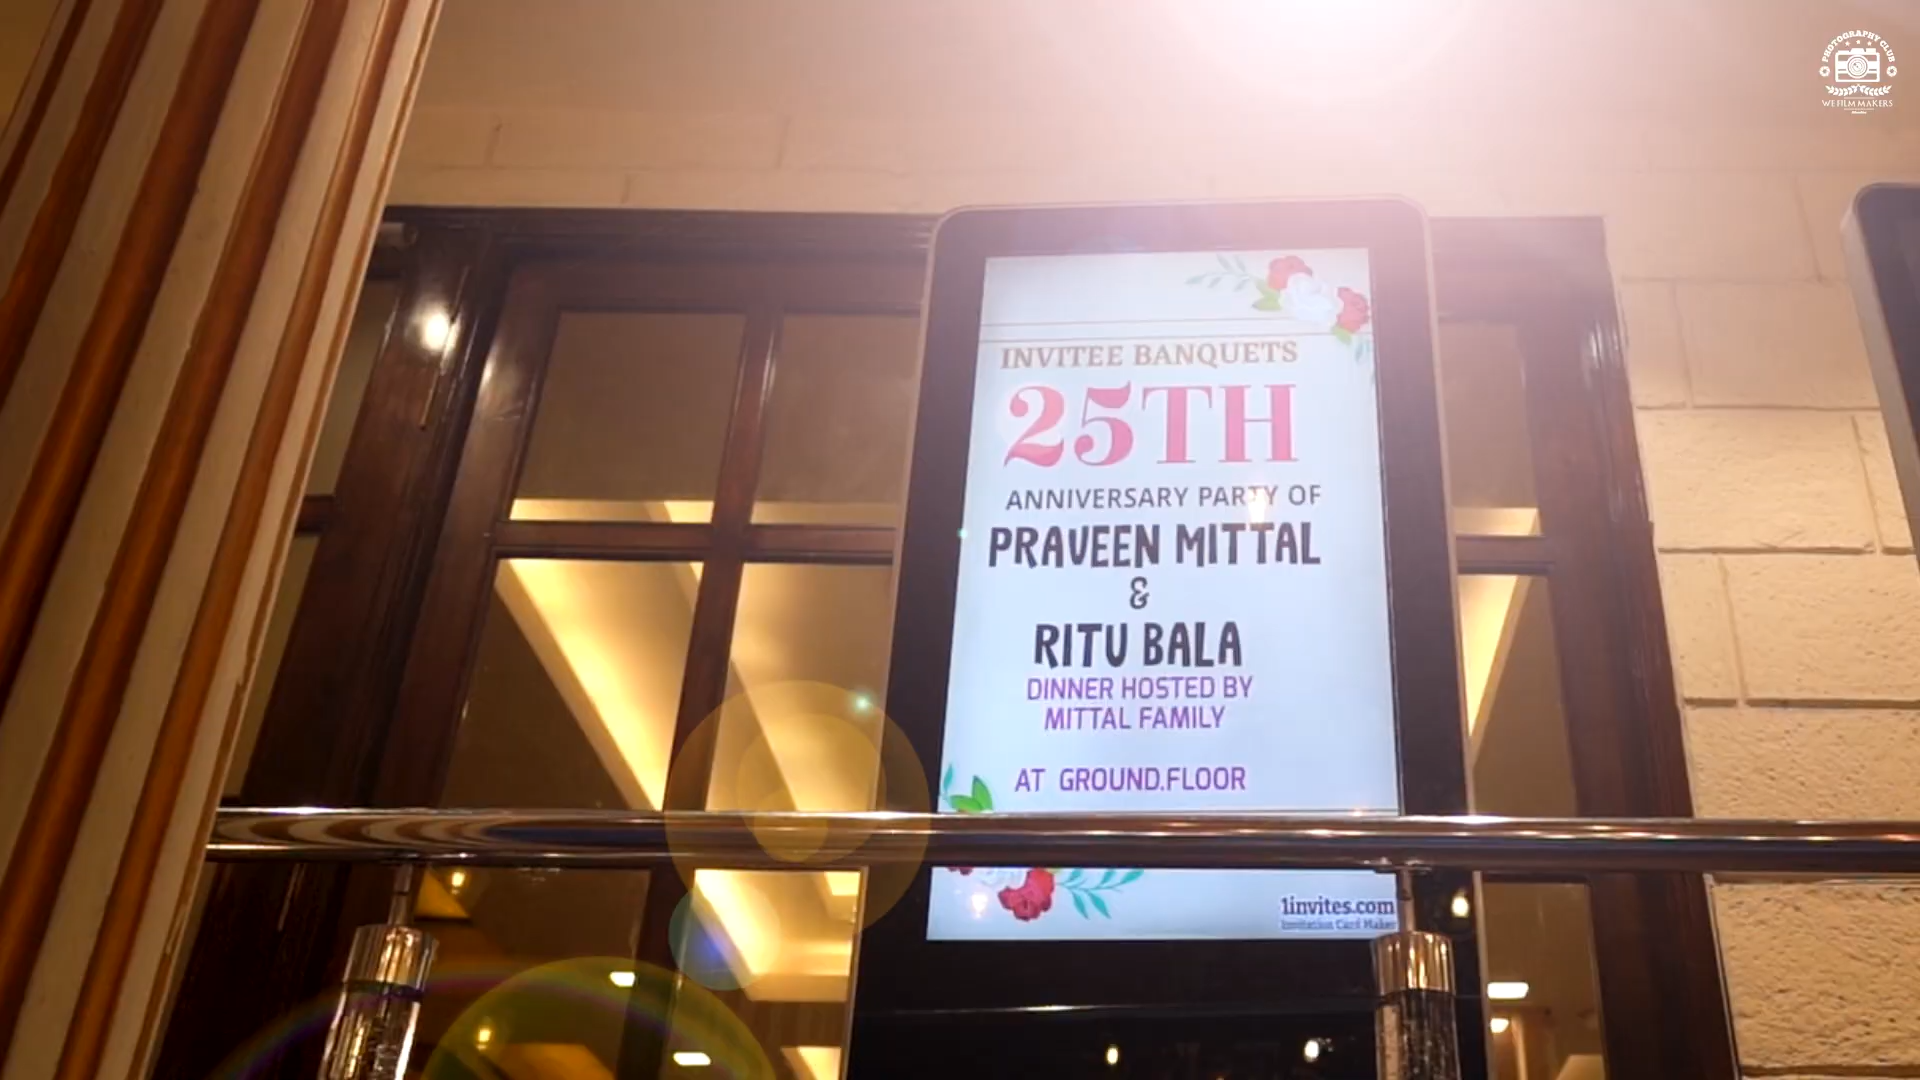 PHOTOGRAPHY CLUB
WE FILM MAKERS
INVITEE BANQUETS
25TH
ANNIVERSARY PARTY OF
PRAVEEN MITTAL
&
RITU BALA
DINNER HOSTED BY
MITTAL FAMILY
AT GROUND.FLOOR
1invites.com
Invitation Card Maker